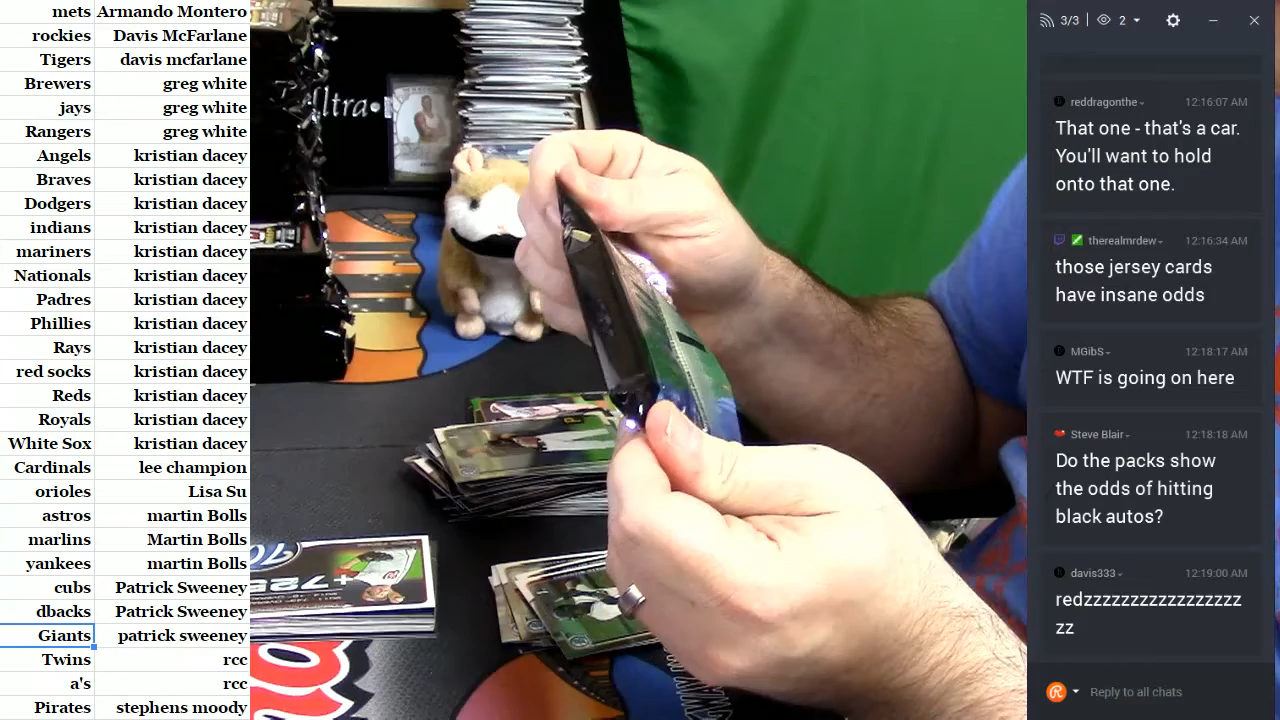 mets Armando Montero
rockies Davis McFarlane
Tigers davis mcfarlane
Brewers greg white
jays greg white
Rangers greg white
Angels kristian dacey
Braves kristian dacey
Dodgers kristian dacey
indians kristian dacey
mariners kristian dacey
Nationals kristian dacey
Padres kristian dacey
Phillies kristian dacey
Rays kristian dacey
red socks kristian dacey
Reds kristian dacey
Royals kristian dacey
White Sox kristian dacey
Cardinals lee champion
orioles Lisa Su
astros martin Bolls
marlins Martin Bolls
yankees martin Bolls
cubs Patrick Sweeney
dbacks Patrick Sweeney
Giants patrick sweeney
Twins rcc
a's rcc
Pirates stephens moody
ltra
3/3 2
reddragonthe 12:16:07 AM
That one - that's a car.
You'll want to hold
onto that one.
therealmrdew 12:16:34 AM
those jersey cards
have insane odds
MGibS 12:18:17 AM
WTF is going on here
Steve Blair 12:18:18 AM
Do the packs show
the odds of hitting
black autos?
davis333 12:19:00 AM
redzzzzzzzzzzzzzzzzz
zz
Reply to all chats